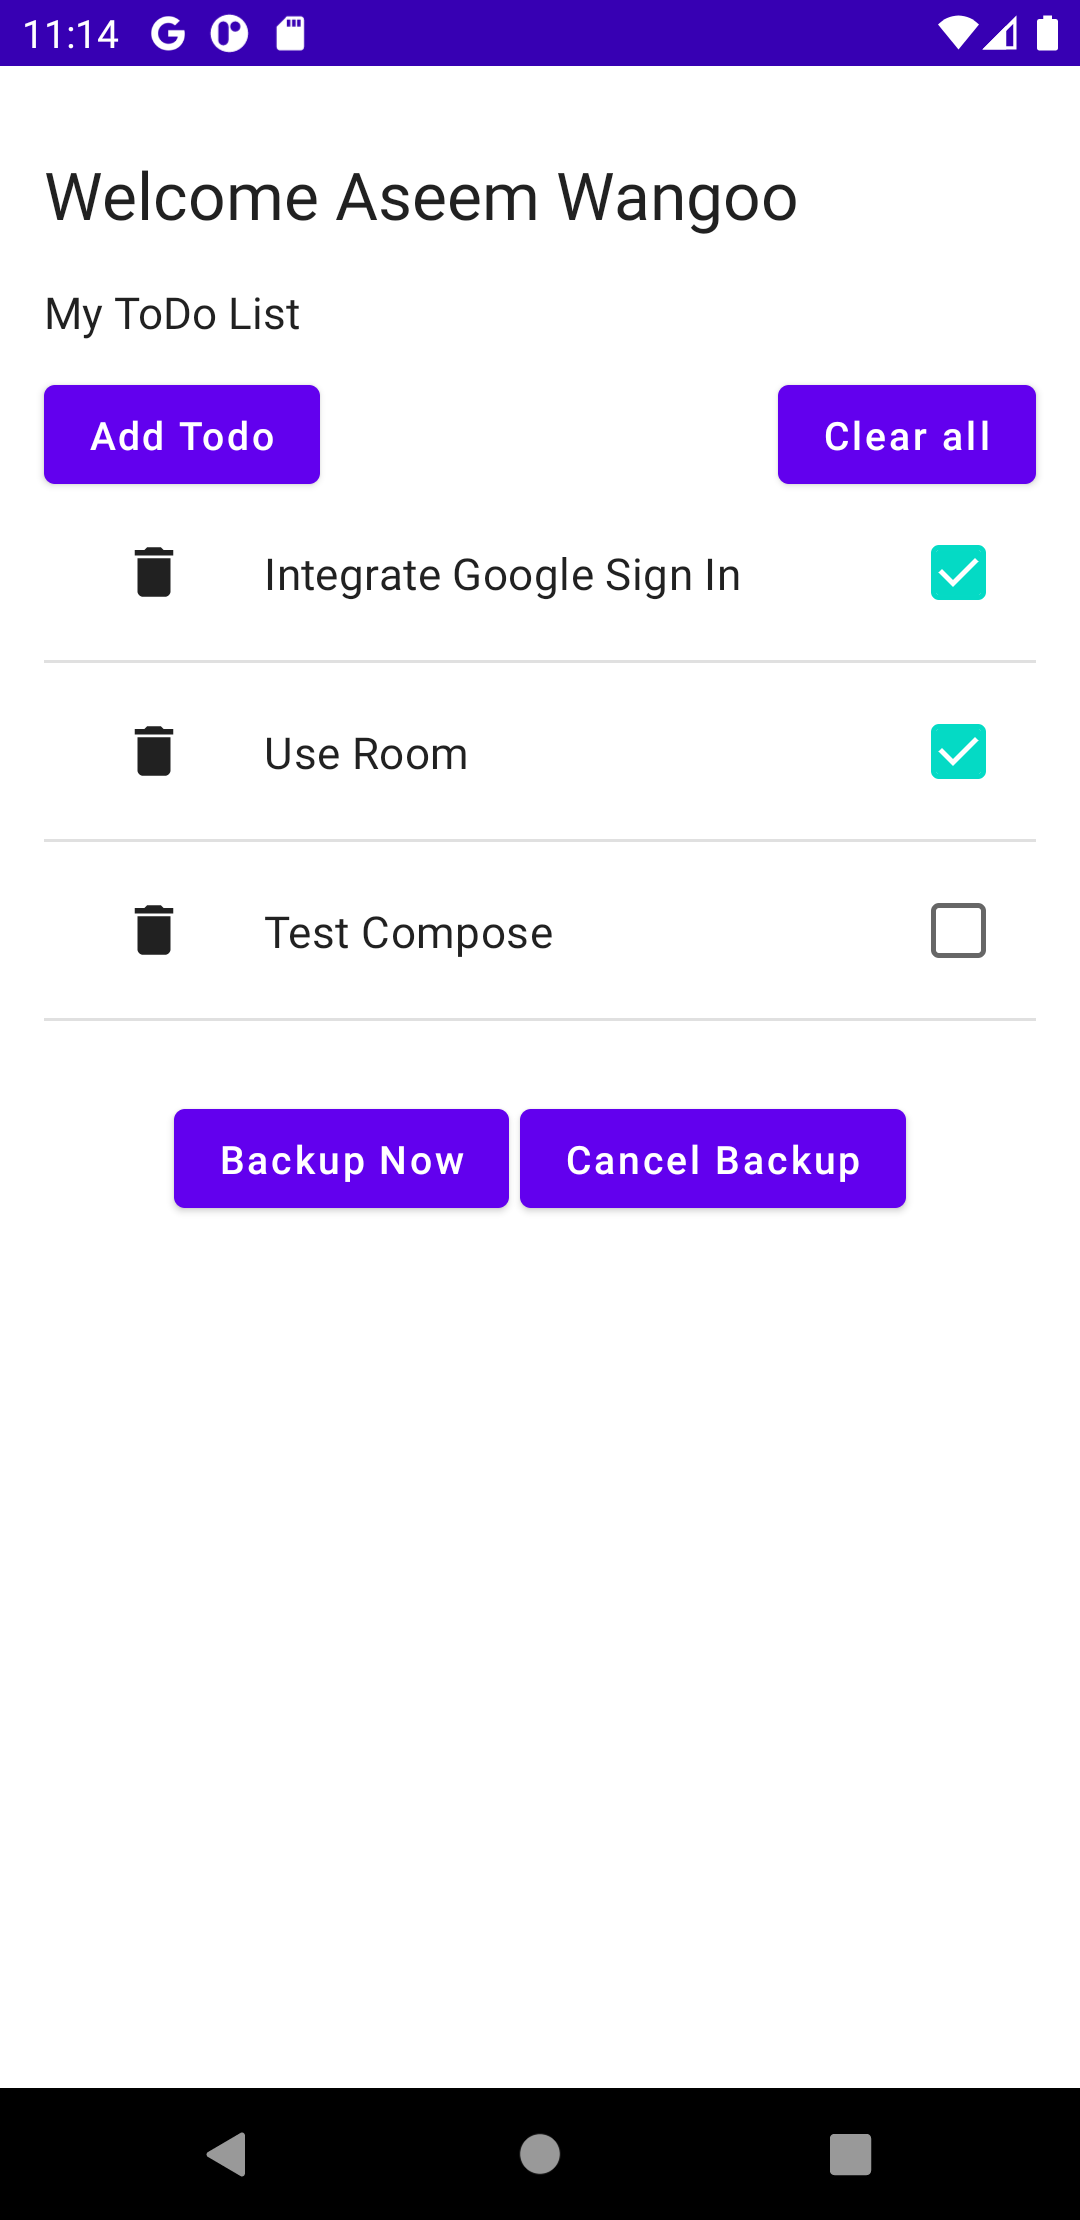 11:14
Welcome Aseem Wangoo
My ToDo List
Add Todo Clear all
Integrate Google Sign In
Use Room
Test Compose
Backup Now Cancel Backup